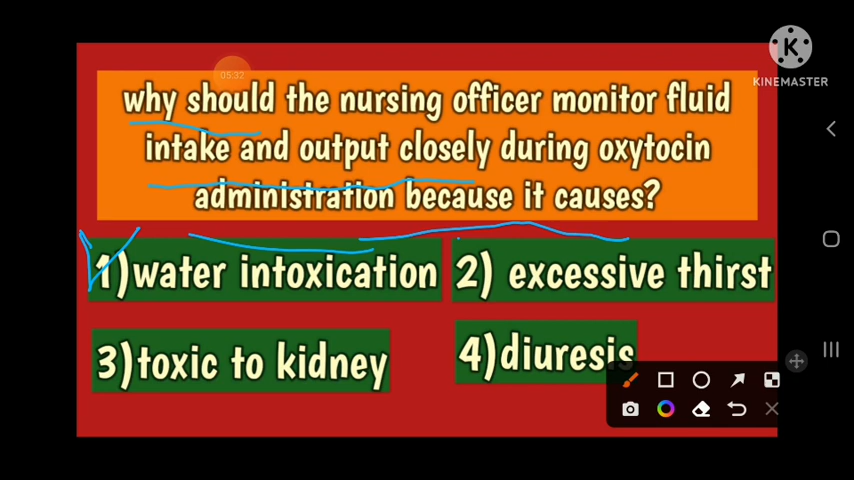 05:32
KINEMASTER
why should the nursing officer monitor fluid
intake and output closely during oxytocin
administration because it causes?
1)water intoxication
2) excessive thirst
3)toxic to kidney
4)diuresis